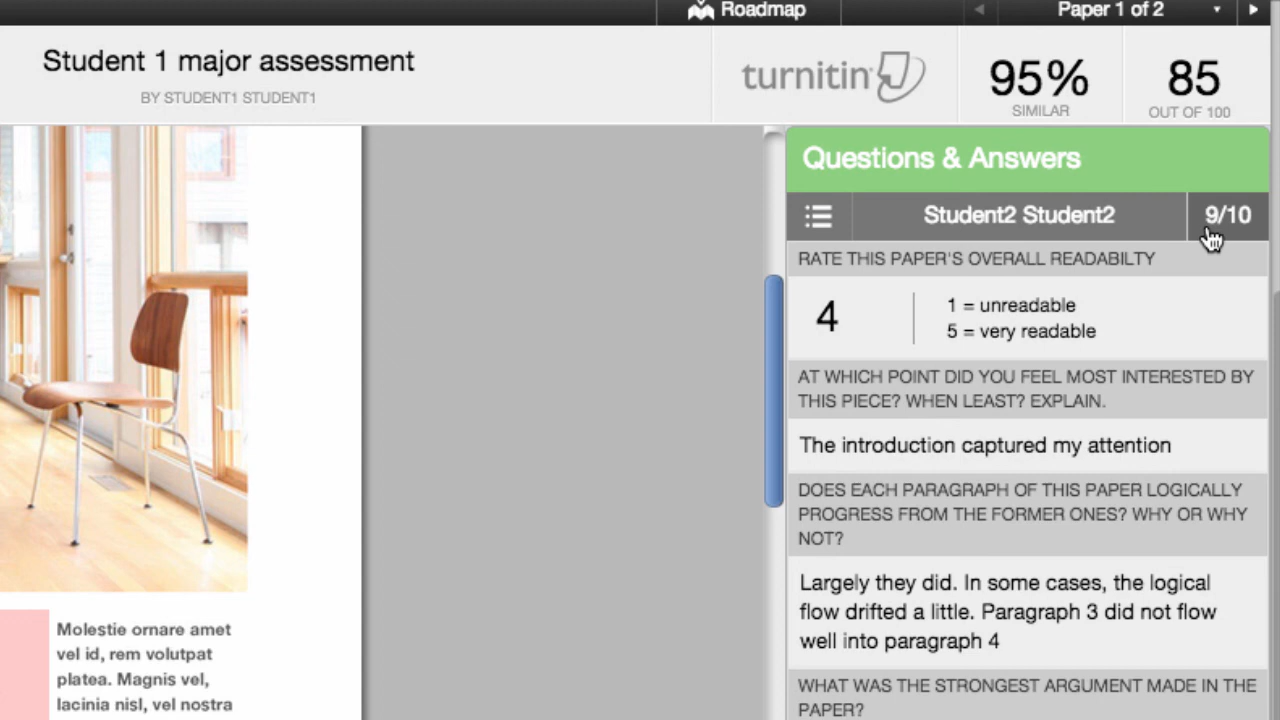 Roadmap
Paper 1 of 2
Student 1 major assessment
BY STUDENT1 STUDENT1
turnitin
95%
SIMILAR
85
OUT OF 100
Questions & Answers
Student2 Student2
9/10
RATE THIS PAPER'S OVERALL READABILTY
4
1 = unreadable
5 = very readable
AT WHICH POINT DID YOU FEEL MOST INTERESTED BY
THIS PIECE? WHEN LEAST? EXPLAIN.
The introduction captured my attention
DOES EACH PARAGRAPH OF THIS PAPER LOGICALLY
PROGRESS FROM THE FORMER ONES? WHY OR WHY
NOT?
Largely they did. In some cases, the logical
flow drifted a little. Paragraph 3 did not flow
well into paragraph 4
WHAT WAS THE STRONGEST ARGUMENT MADE IN THE
PAPER?
Molestie ornare amet
vel id, rem volutpat
platea. Magnis vel,
lacinia nisl, vel nostra